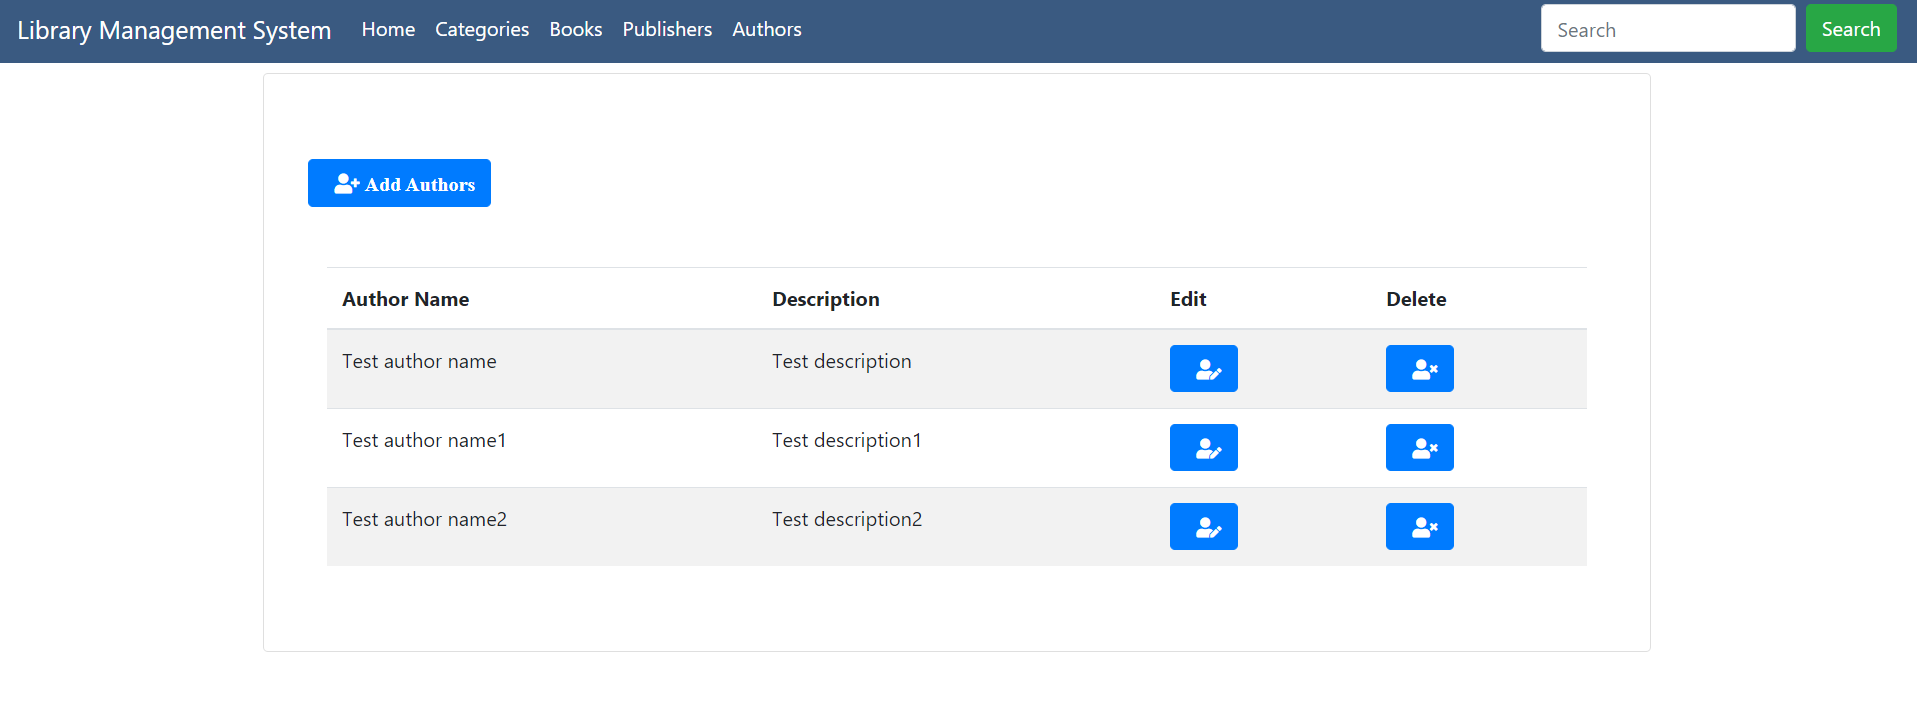 Library Management System Home Categories Books Publishers Authors Search Search
Add Authors
Author Name Description Edit Delete
Test author name Test description
Test author name1 Test description1
Test author name2 Test description2